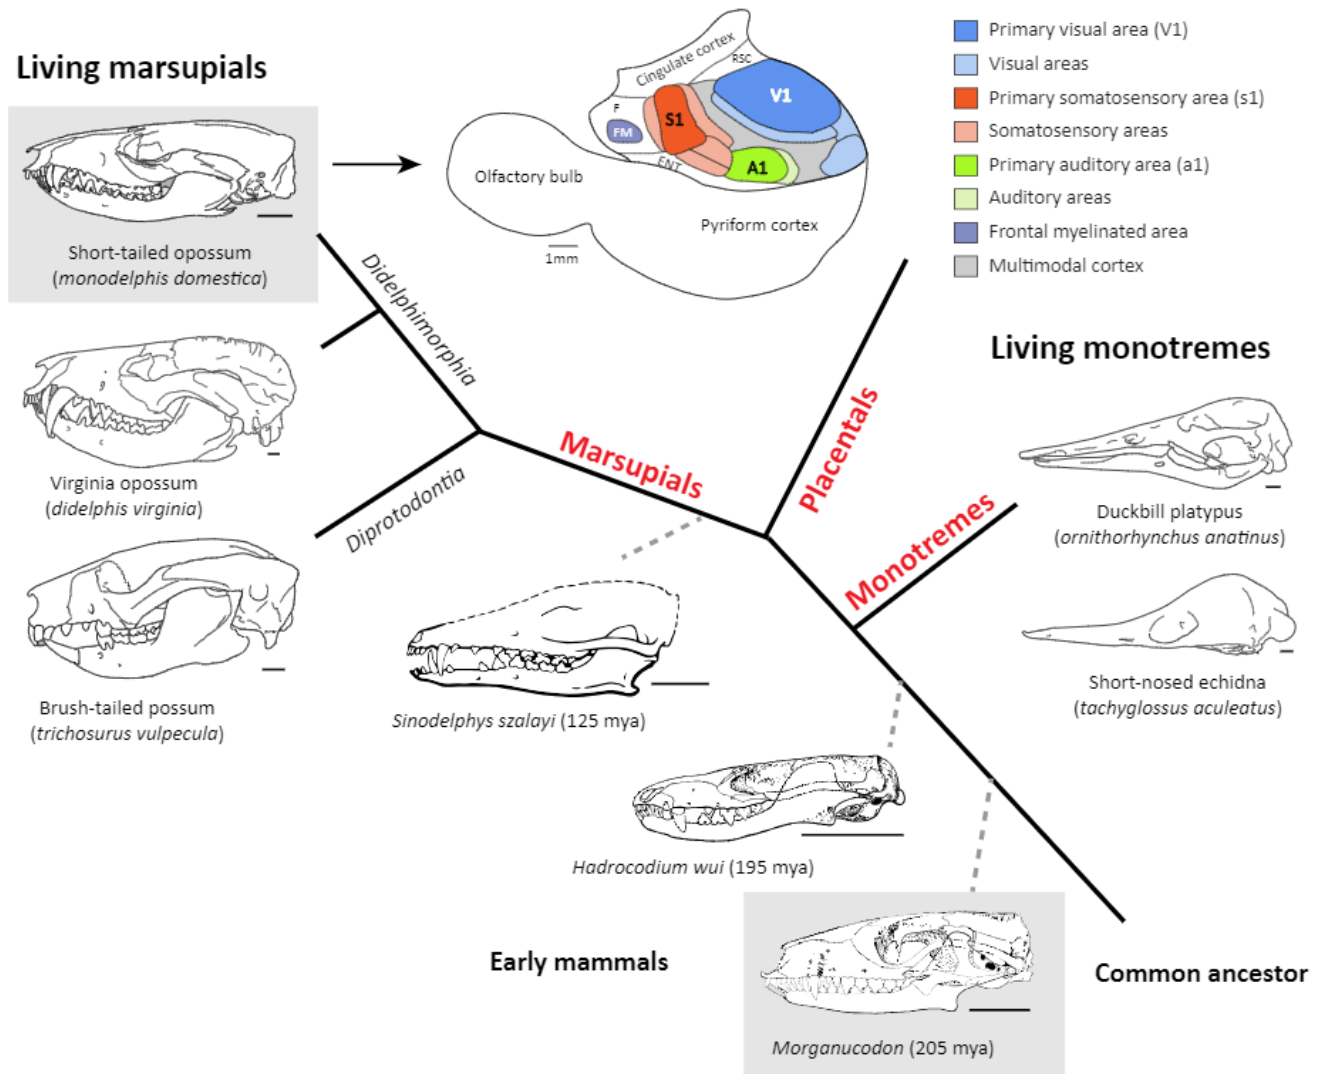 Living marsupials
Short-tailed opossum
(monodelphis domestica)
Virginia opossum
(didelphis virginia)
Brush-tailed possum
(trichosurus vulpecula)
Didelphimorphia
Diprotodontia
Cingulate cortex
RSC
F
FM
S1
V1
A1
ENT
Olfactory bulb
Pyriform cortex
1mm
Primary visual area (V1)
Visual areas
Primary somatosensory area (s1)
Somatosensory areas
Primary auditory area (a1)
Auditory areas
Frontal myelinated area
Multimodal cortex
Marsupials
Placentals
Monotremes
Living monotremes
Duckbill platypus
(ornithorhynchus anatinus)
Short-nosed echidna
(tachyglossus aculeatus)
Sinodelphys szalayi (125 mya)
Hadrocodium wui (195 mya)
Early mammals
Morganucodon (205 mya)
Common ancestor